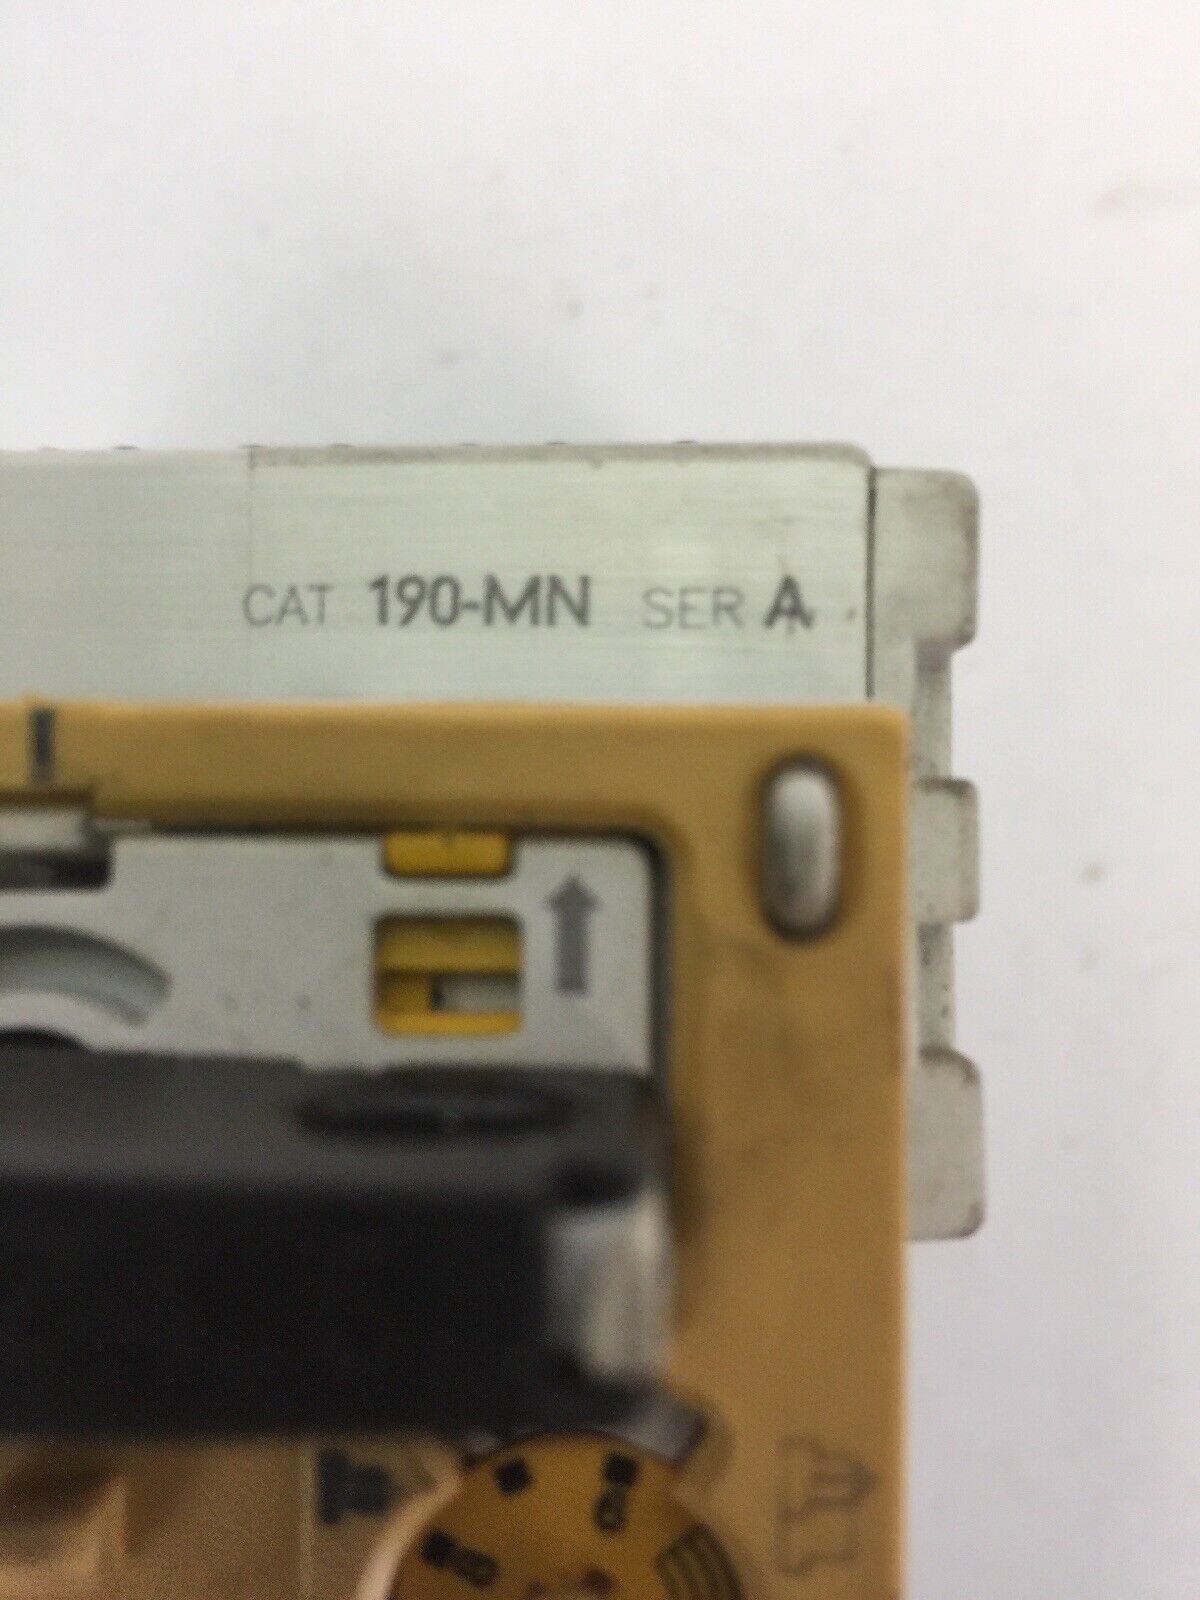 CAT 190-MN SER A